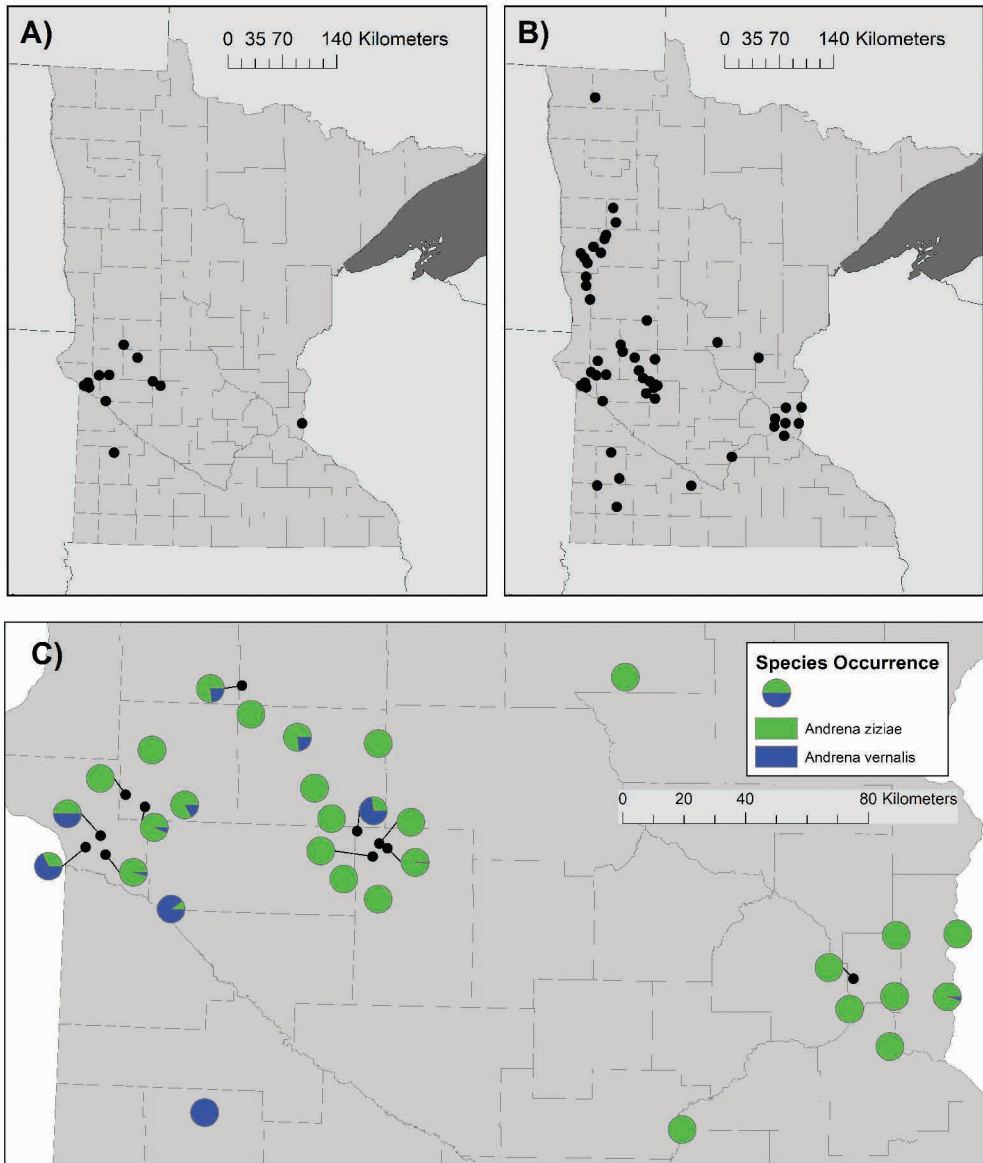 A)
0 35 70 140 Kilometers
B)
0 35 70 140 Kilometers
C)
Species Occurrence
Andrena ziziae
Andrena vernalis
0 20 40 80 Kilometers